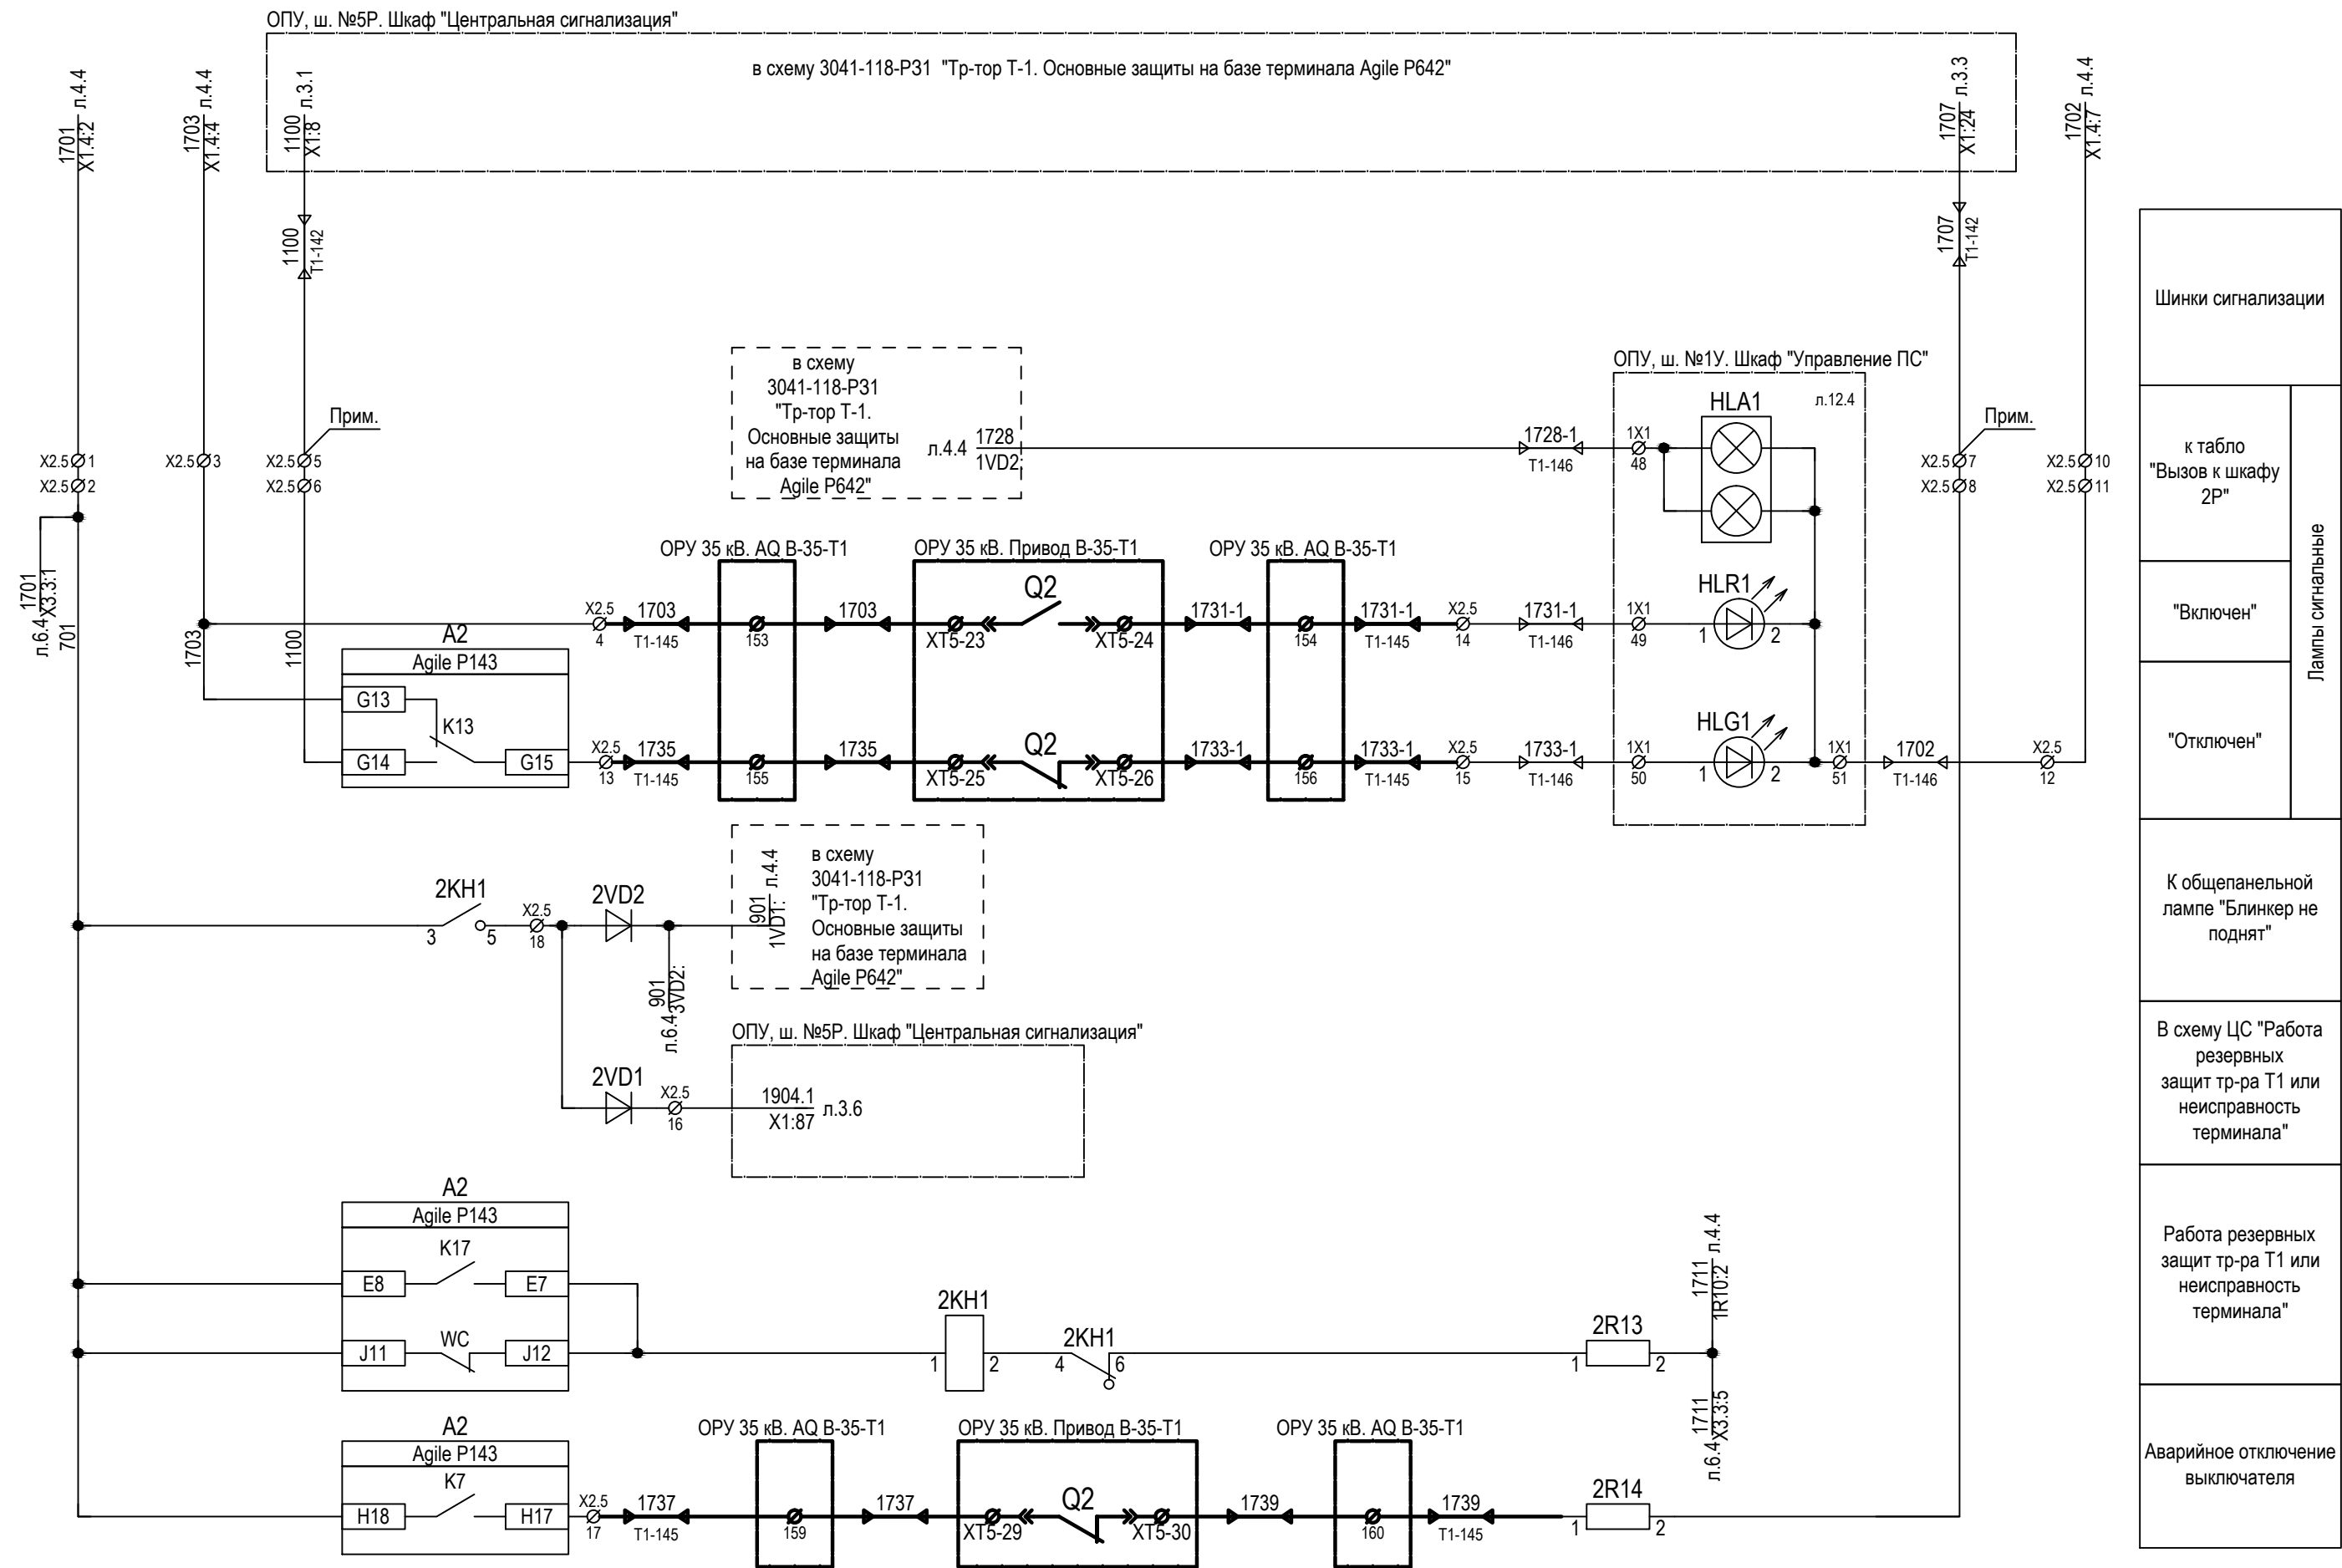 ОПУ, ш. №5Р. Шкаф "Центральная сигнализация"
в схему 3041-118-РЗ1 "Тр-тор Т-1. Основные защиты на базе терминала Agile P642"
1701
X1.4:2
л.4.4
1703
X1.4:4
л.4.4
1100
X1:8
л.3.1
1707
X1:24
л.3.3
1702
X1.4:7
л.4.4
1100
T1-142
1707
T1-142
Шинки сигнализации
в схему
3041-118-РЗ1
"Тр-тор Т-1.
Основные защиты
на базе терминала
Agile P642"
л.4.4
1728
1VD2:
1728-1
T1-146
ОПУ, ш. №1У. Шкаф "Управление ПС"
HLA1
л.12.4
1X1
48
Прим.
Прим.
X2.5
1
X2.5
2
X2.5
3
X2.5
5
X2.5
6
X2.5
7
X2.5
8
X2.5
10
X2.5
11
к табло
"Вызов к шкафу
2Р"
Лампы сигнальные
л.6.4
1701
X3.3:1
701
1703
1100
ОРУ 35 кВ. AQ В-35-Т1
ОРУ 35 кВ. Привод В-35-Т1
ОРУ 35 кВ. AQ В-35-Т1
X2.5
4
1703
T1-145
153
1703
XT5-23
Q2
XT5-24
1731-1
154
1731-1
T1-145
X2.5
14
1731-1
T1-146
1X1
49
HLR1
1
2
"Включен"
A2
Agile P143
G13
K13
G14
G15
X2.5
13
1735
T1-145
155
1735
XT5-25
Q2
XT5-26
1733-1
156
1733-1
T1-145
X2.5
15
1733-1
T1-146
1X1
50
HLG1
1
2
1X1
51
1702
T1-146
X2.5
12
"Отключен"
2KH1
3
5
X2.5
18
2VD2
901
1VD1:
л.4.4
в схему
3041-118-РЗ1
"Тр-тор Т-1.
Основные защиты
на базе терминала
Agile P642"
л.6.4
901
3VD2:
К общепанельной
лампе "Блинкер не
поднят"
ОПУ, ш. №5Р. Шкаф "Центральная сигнализация"
2VD1
X2.5
16
1904.1
X1:87
л.3.6
В схему ЦС "Работа
резервных
защит тр-ра Т1 или
неисправность
терминала"
A2
Agile P143
K17
E8
E7
WC
J11
J12
2KH1
1
2
2KH1
4
6
2R13
1
2
1711
1R10:2
л.4.4
л.6.4
1711
X3.3:5
Работа резервных
защит тр-ра Т1 или
неисправность
терминала"
A2
Agile P143
K7
H18
H17
X2.5
17
1737
T1-145
ОРУ 35 кВ. AQ В-35-Т1
159
1737
ОРУ 35 кВ. Привод В-35-Т1
XT5-29
Q2
XT5-30
1739
ОРУ 35 кВ. AQ В-35-Т1
160
1739
T1-145
2R14
1
2
Аварийное отключение
выключателя